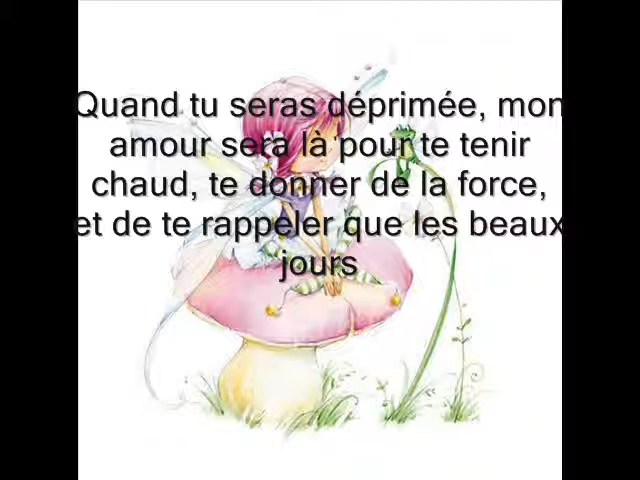 Quand tu seras déprimée, mon
amour sera là pour te tenir
chaud, te donner de la force,
et de te rappeler que les beaux
jours